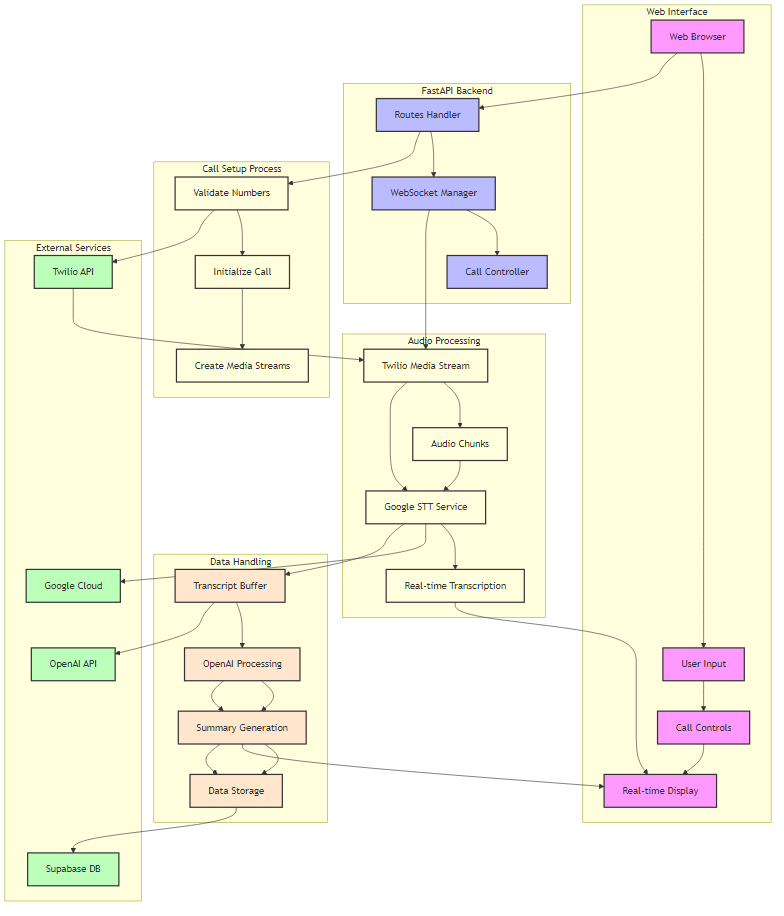 Web Interface
Web Browser
FastAPI Backend
Routes Handler
Call Setup Process
Validate Numbers
WebSocket Manager
External Services
Twilio API
Initialize Call
Call Controller
Audio Processing
Create Media Streams
Twilio Media Stream
Audio Chunks
Google STT Service
Data Handling
Google Cloud
Transcript Buffer
Real-time Transcription
OpenAI API
OpenAI Processing
User Input
Summary Generation
Call Controls
Data Storage
Real-time Display
Supabase DB